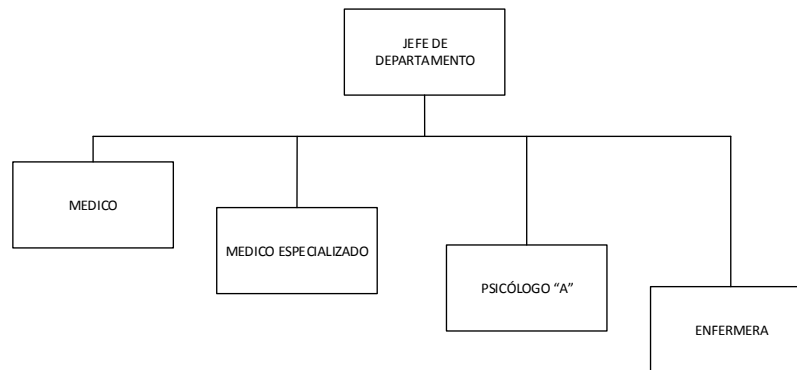 JEFE DE
DEPARTAMENTO
MEDICO
MEDICO ESPECIALIZADO
PSICÓLOGO “A”
ENFERMERA